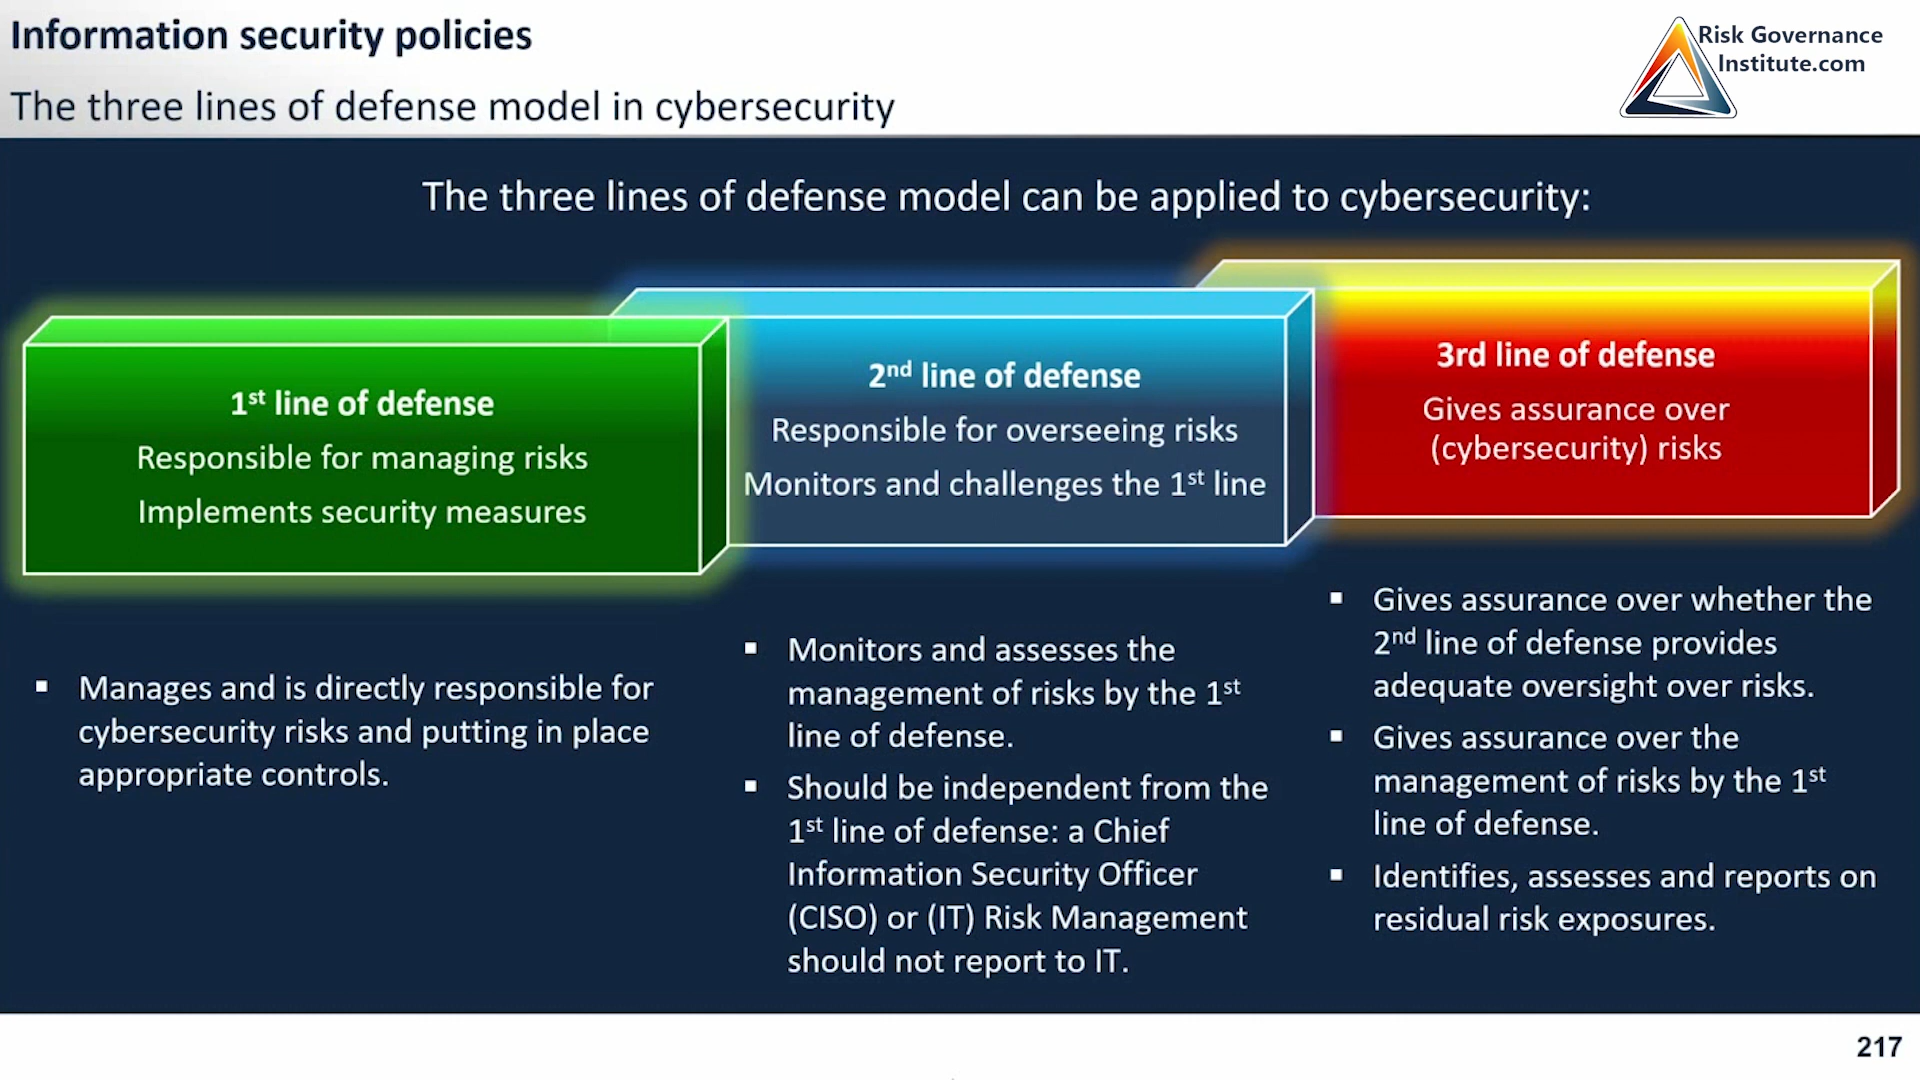 Information security policies
The three lines of defense model in cybersecurity
Risk Governance
Institute.com
The three lines of defense model can be applied to cybersecurity:
1st line of defense
Responsible for managing risks
Implements security measures
2nd line of defense
Responsible for overseeing risks
Monitors and challenges the 1st line
3rd line of defense
Gives assurance over
(cybersecurity) risks
▪ Manages and is directly responsible for
cybersecurity risks and putting in place
appropriate controls.
▪ Monitors and assesses the
management of risks by the 1st
line of defense.
▪ Should be independent from the
1st line of defense: a Chief
Information Security Officer
(CISO) or (IT) Risk Management
should not report to IT.
▪ Gives assurance over whether the
2nd line of defense provides
adequate oversight over risks.
▪ Gives assurance over the
management of risks by the 1st
line of defense.
▪ Identifies, assesses and reports on
residual risk exposures.
217